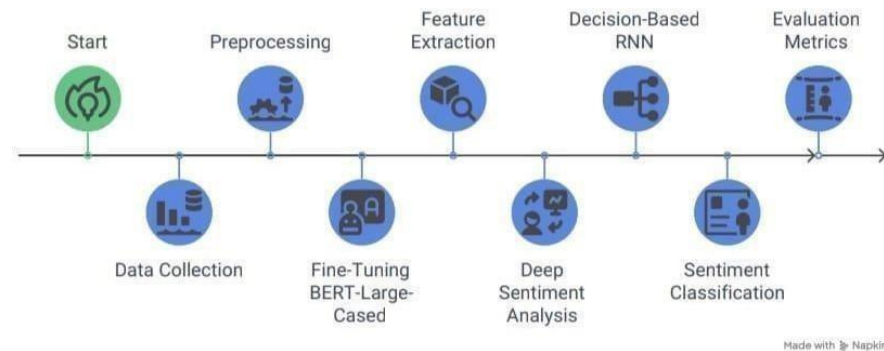 Start
Preprocessing
Feature
Extraction
Decision-Based
RNN
Evaluation
Metrics
Data Collection
Fine-Tuning
BERT-Large-
Cased
Deep
Sentiment
Analysis
Sentiment
Classification
Made with Napkin